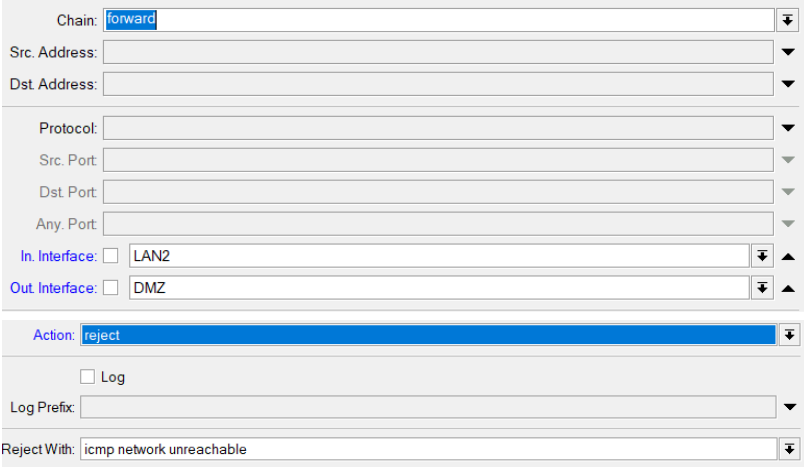 Chain: forward
Src. Address:
Dst. Address:
Protocol:
Src. Port:
Dst. Port:
Any. Port:
In. Interface: LAN2
Out. Interface: DMZ
Action: reject
Log
Log Prefix:
Reject With: icmp network unreachable